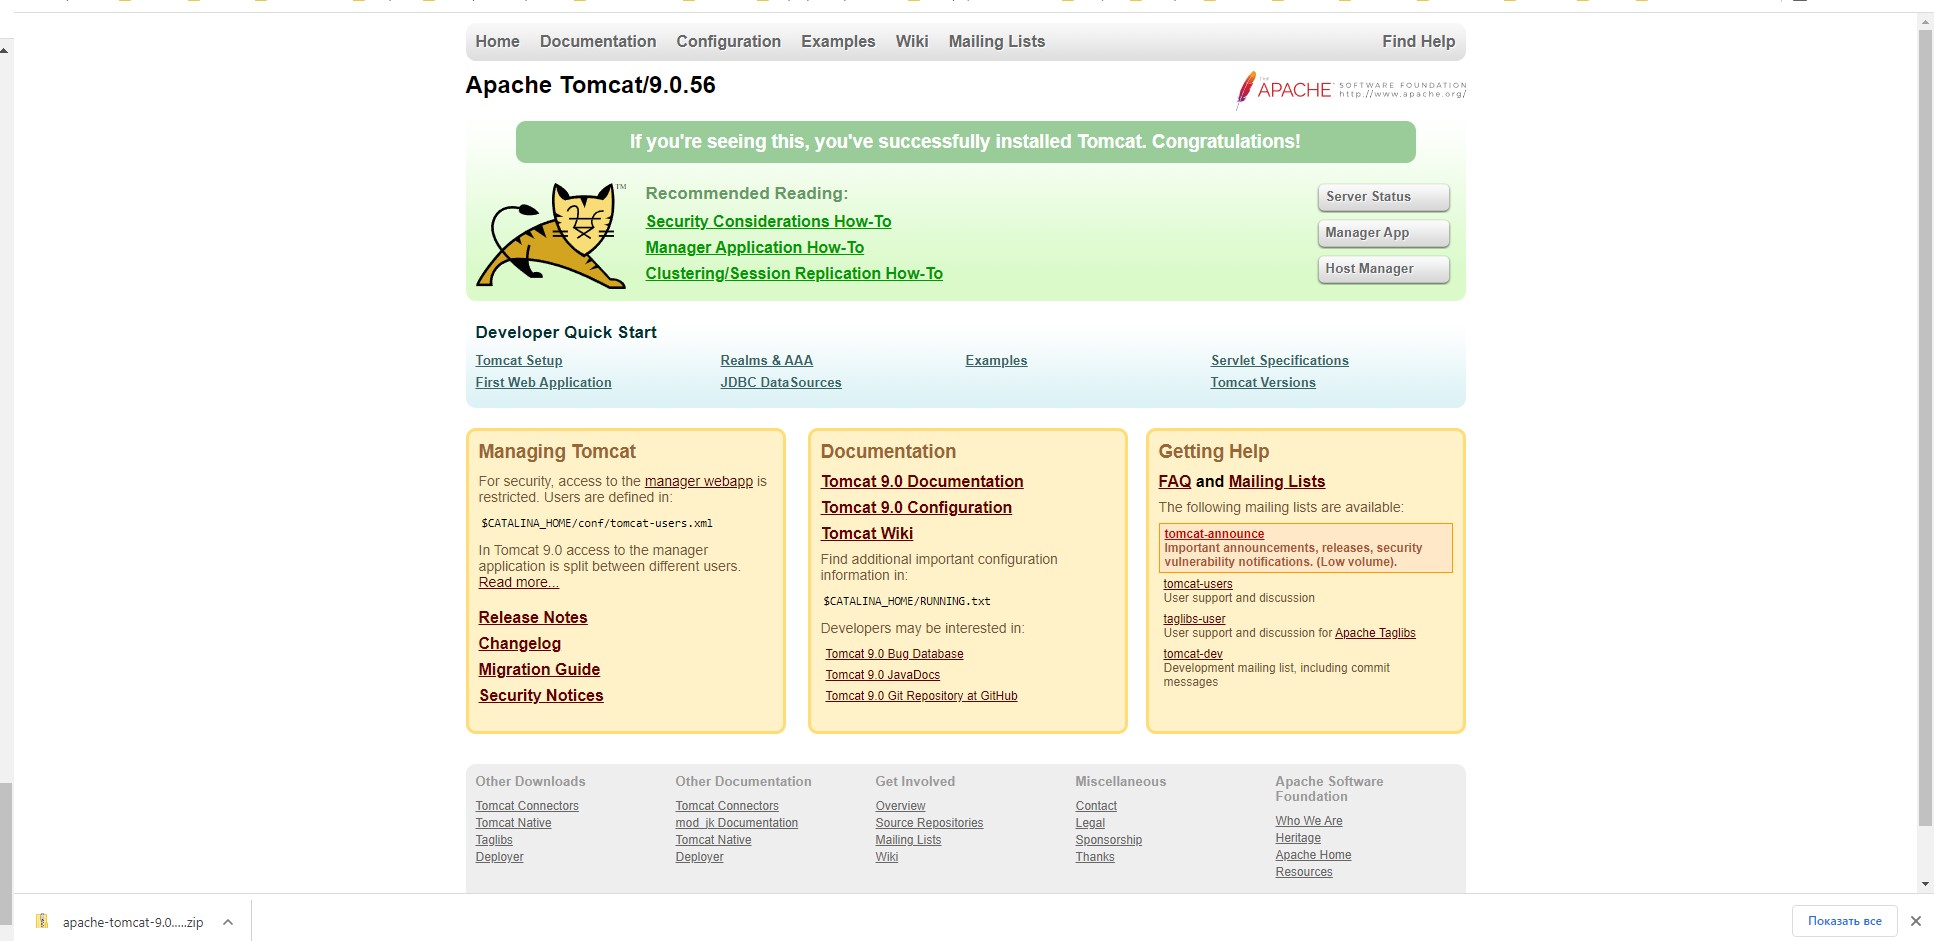 Home Documentation Configuration Examples Wiki Mailing Lists Find Help
Apache Tomcat/9.0.56
THE APACHE SOFTWARE FOUNDATION
http://www.apache.org/
If you're seeing this, you've successfully installed Tomcat. Congratulations!
TM
Recommended Reading:
Security Considerations How-To
Manager Application How-To
Clustering/Session Replication How-To
Server Status
Manager App
Host Manager
Developer Quick Start
Tomcat Setup
First Web Application
Realms & AAA
JDBC DataSources
Examples
Servlet Specifications
Tomcat Versions
Managing Tomcat
For security, access to the manager webapp is
restricted. Users are defined in:
$CATALINA_HOME/conf/tomcat-users.xml
In Tomcat 9.0 access to the manager
application is split between different users.
Read more...
Release Notes
Changelog
Migration Guide
Security Notices
Documentation
Tomcat 9.0 Documentation
Tomcat 9.0 Configuration
Tomcat Wiki
Find additional important configuration
information in:
$CATALINA_HOME/RUNNING.txt
Developers may be interested in:
Tomcat 9.0 Bug Database
Tomcat 9.0 JavaDocs
Tomcat 9.0 Git Repository at GitHub
Getting Help
FAQ and Mailing Lists
The following mailing lists are available:
tomcat-announce
Important announcements, releases, security
vulnerability notifications. (Low volume).
tomcat-users
User support and discussion
taglibs-user
User support and discussion for Apache Taglibs
tomcat-dev
Development mailing list, including commit
messages
Other Downloads
Tomcat Connectors
Tomcat Native
Taglibs
Deployer
Other Documentation
Tomcat Connectors
mod_jk Documentation
Tomcat Native
Deployer
Get Involved
Overview
Source Repositories
Mailing Lists
Wiki
Miscellaneous
Contact
Legal
Sponsorship
Thanks
Apache Software
Foundation
Who We Are
Heritage
Apache Home
Resources
apache-tomcat-9.0.....zip
Показать все